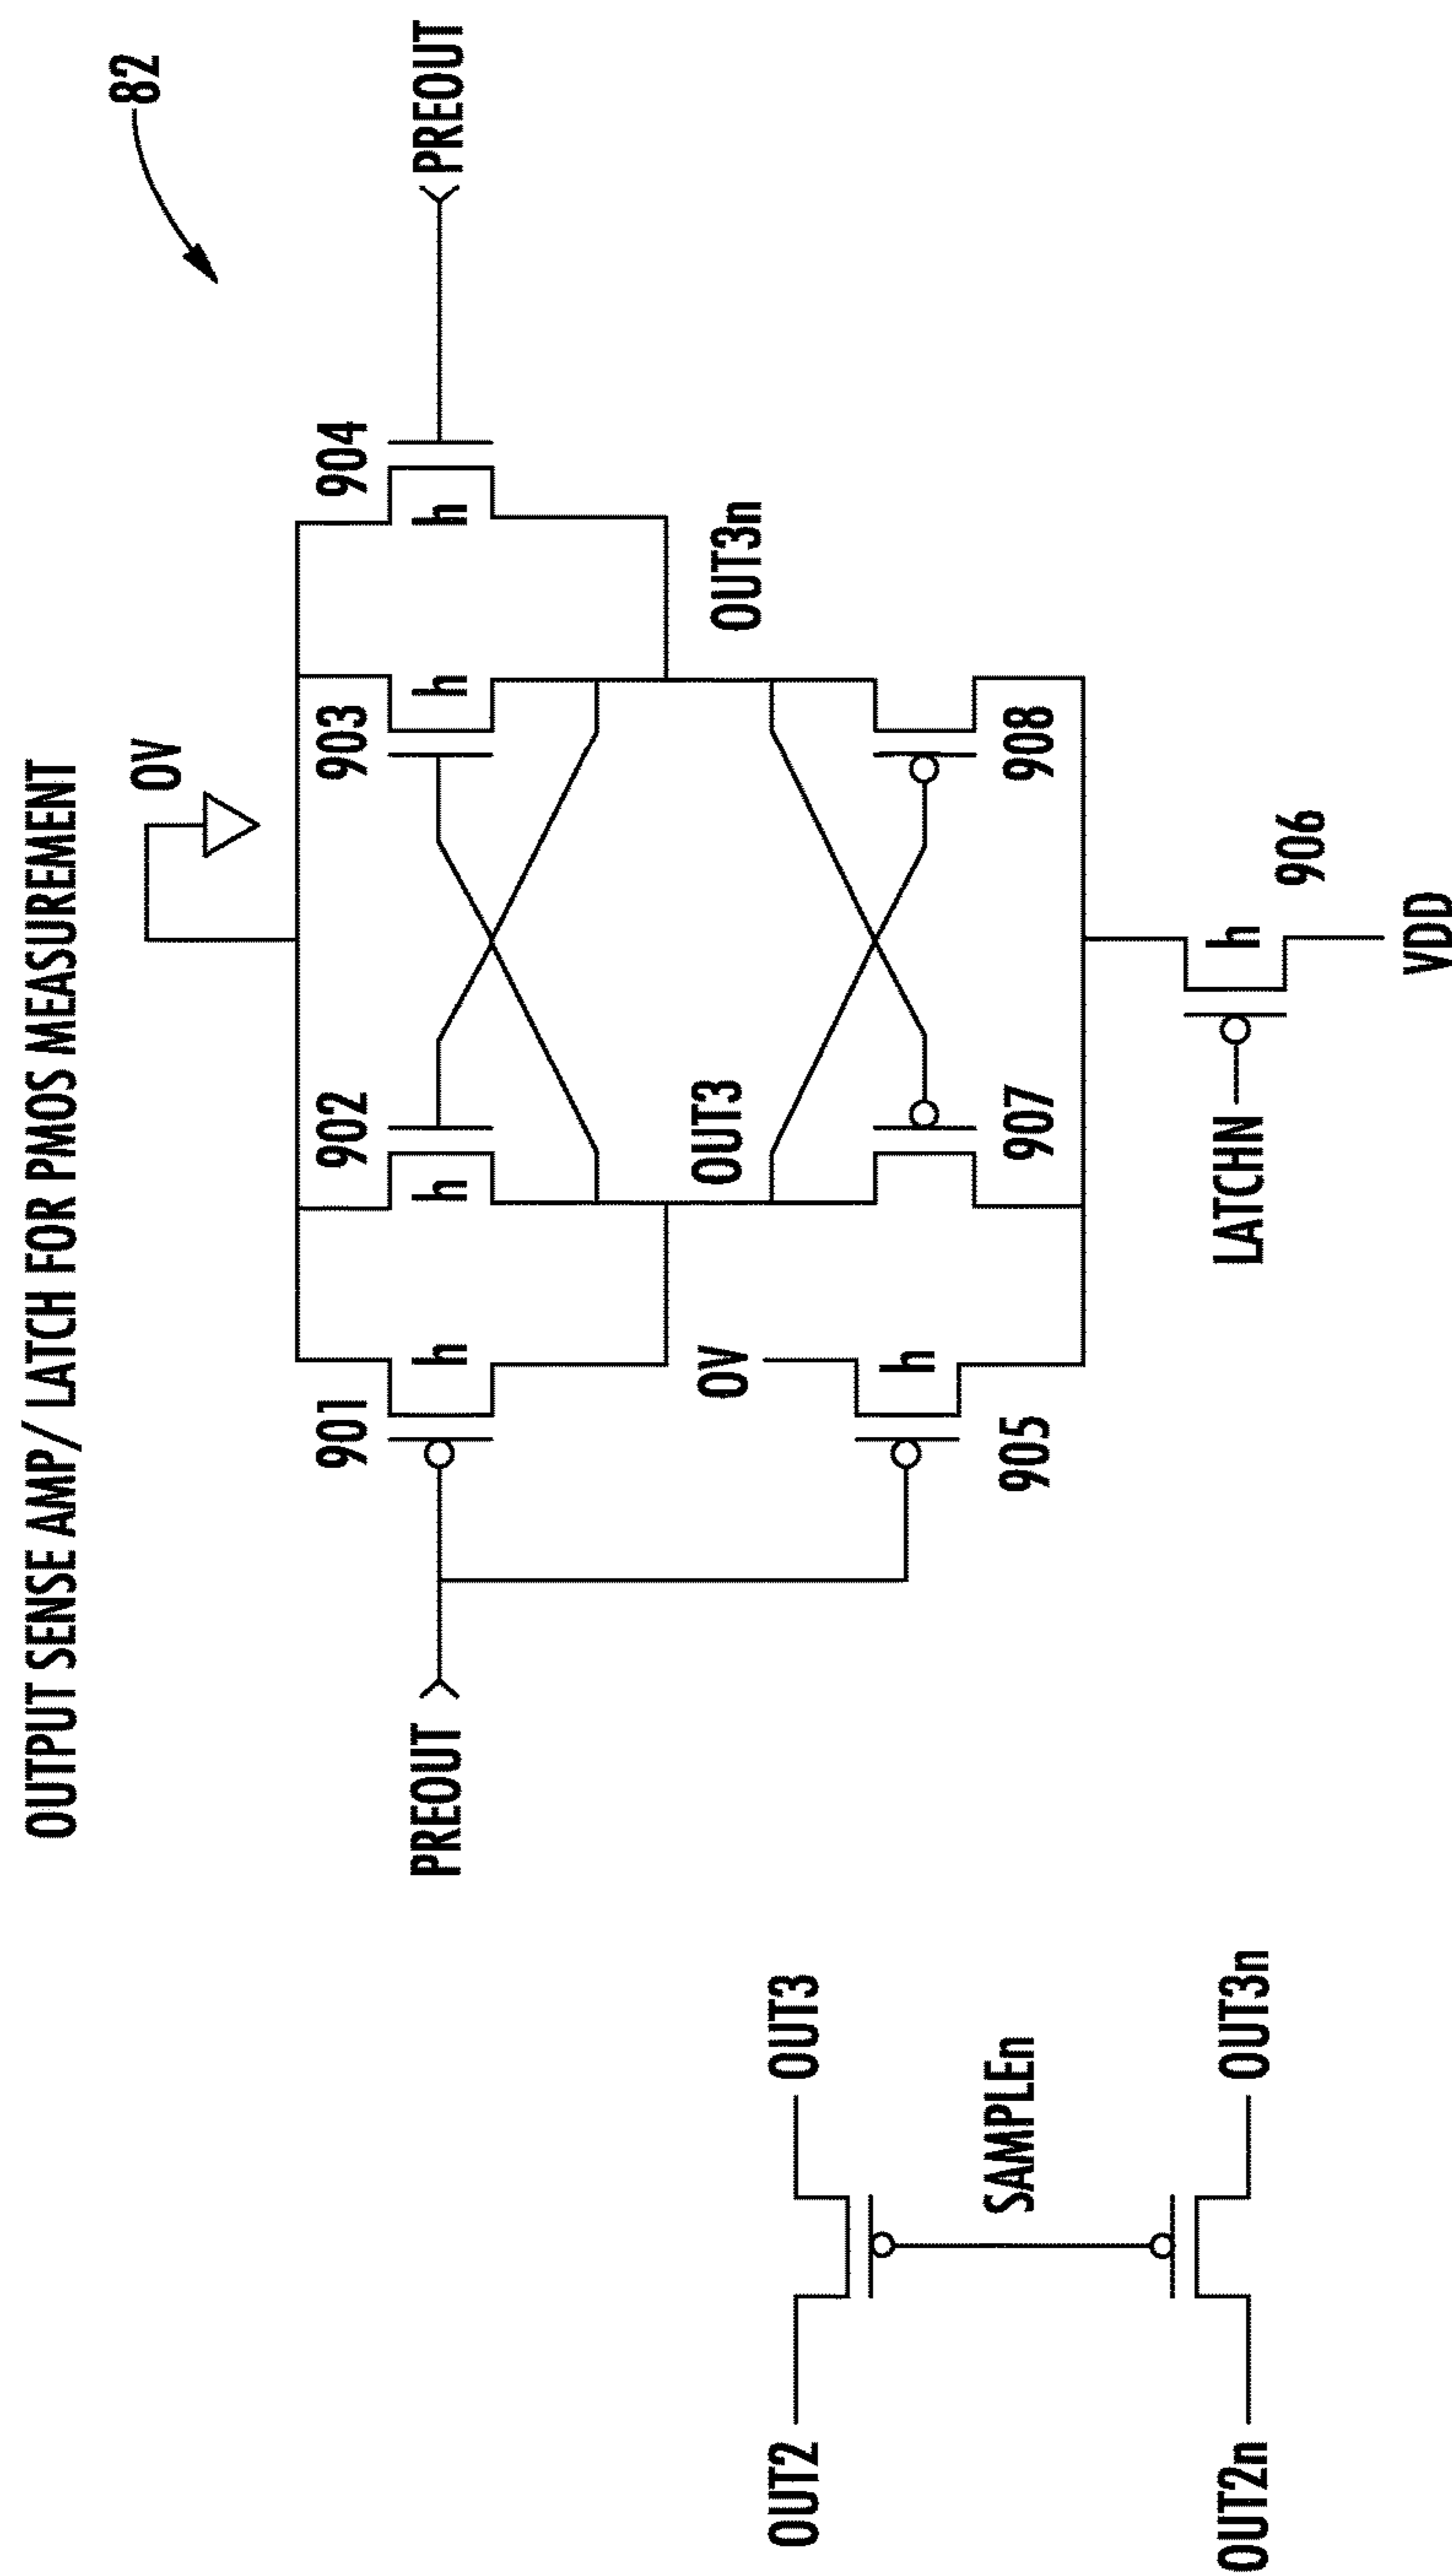 OUTPUT SENSE AMP/ LATCH FOR PMOS MEASUREMENT
82
0V
PREOUT
901
h
902
h
903
h
904
h
PREOUT
OUT3
OUT3n
0V
h
905
907
908
LATCHN
h
906
VDD
OUT2
OUT3
SAMPLEn
OUT2n
OUT3n